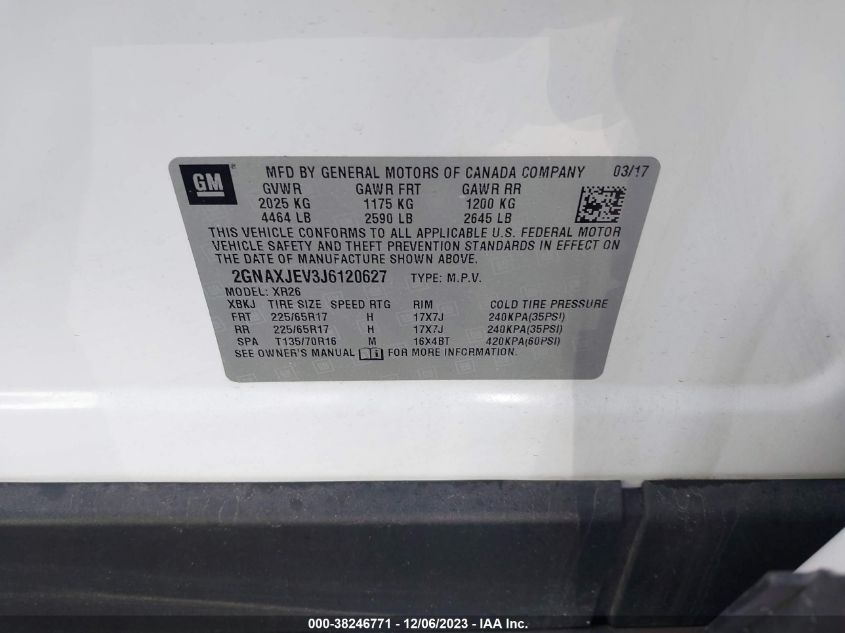 GM ® MFD BY GENERAL MOTORS OF CANADA COMPANY 03/17
GVWR GAWR FRT GAWR RR
2025 KG 1175 KG 1200 KG
4464 LB 2590 LB 2645 LB
THIS VEHICLE CONFORMS TO ALL APPLICABLE U.S. FEDERAL MOTOR
VEHICLE SAFETY AND THEFT PREVENTION STANDARDS IN EFFECT ON
THE DATE OF MANUFACTURE SHOWN ABOVE.
2GNAXJEV3J6120627 TYPE: M.P.V.
MODEL: XR26
XBKJ TIRE SIZE SPEED RTG RIM COLD TIRE PRESSURE
FRT 225/65R17 H 17X7J 240KPA(35PSI)
RR 225/65R17 H 17X7J 240KPA(35PSI)
SPA T135/70R16 M 16X4BT 420KPA(60PSI)
SEE OWNER'S MANUAL FOR MORE INFORMATION.
000-38246771 - 12/06/2023 - IAA Inc.